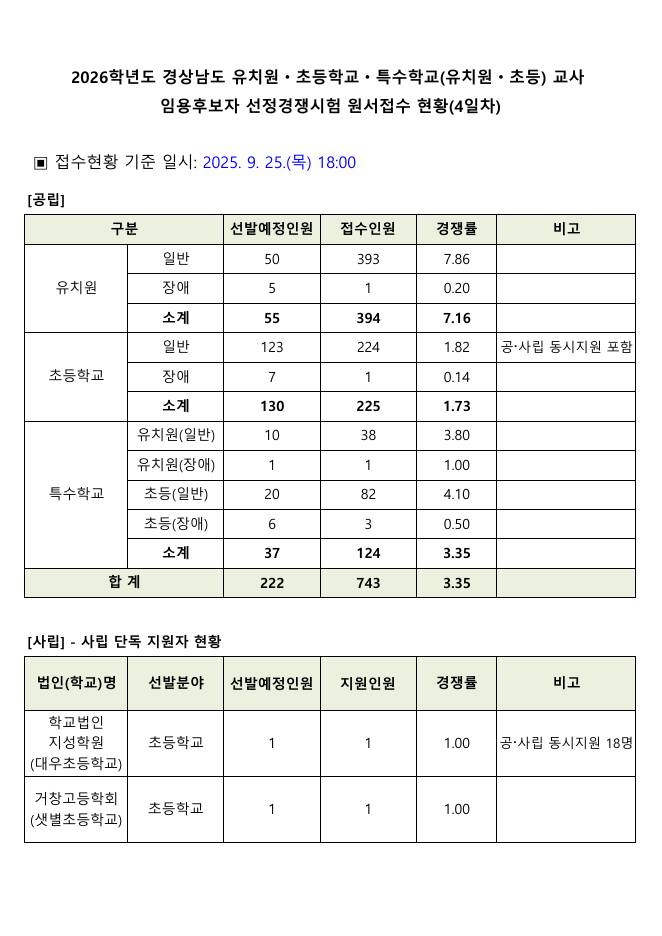 2026학년도 경상남도 유치원・초등학교・특수학교(유치원・초등) 교사
임용후보자 선정경쟁시험 원서접수 현황(4일차)
▣ 접수현황 기준 일시: 2025. 9. 25.(목) 18:00
[공립]
구분 선발예정인원 접수인원 경쟁률 비고
유치원 일반 50 393 7.86
장애 5 1 0.20
소계 55 394 7.16
초등학교 일반 123 224 1.82 공·사립 동시지원 포함
장애 7 1 0.14
소계 130 225 1.73
특수학교 유치원(일반) 10 38 3.80
유치원(장애) 1 1 1.00
초등(일반) 20 82 4.10
초등(장애) 6 3 0.50
소계 37 124 3.35
합 계 222 743 3.35
[사립] - 사립 단독 지원자 현황
법인(학교)명 선발분야 선발예정인원 지원인원 경쟁률 비고
학교법인
지성학원
(대우초등학교) 초등학교 1 1 1.00 공·사립 동시지원 18명
거창고등학회
(샛별초등학교) 초등학교 1 1 1.00